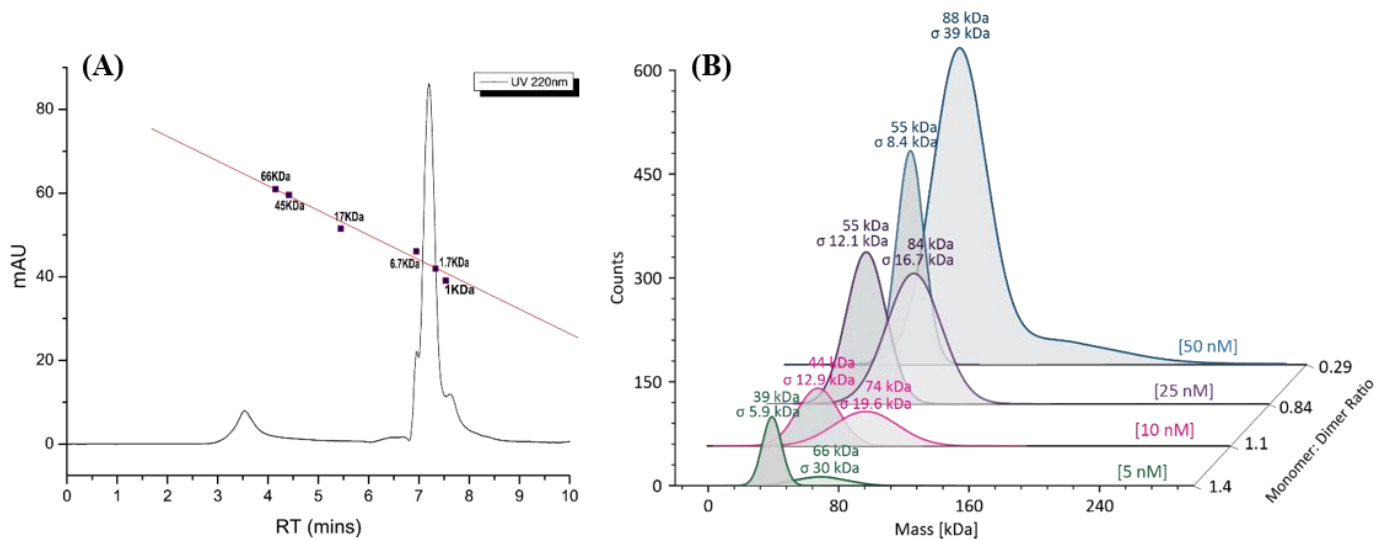 (A)
UV 220nm
80
60
40
20
0
mAU
66KDa
45KDa
17KDa
6.7KDa
1.7KDa
1KDa
0 1 2 3 4 5 6 7 8 9 10
RT (mins)
(B)
600
450
300
150
0
Counts
88 kDa
σ 39 kDa
55 kDa
σ 8.4 kDa
55 kDa
σ 12.1 kDa
84 kDa
σ 16.7 kDa
44 kDa
σ 12.9 kDa
74 kDa
σ 19.6 kDa
39 kDa
σ 5.9 kDa
66 kDa
σ 30 kDa
[50 nM]
[25 nM]
[10 nM]
[5 nM]
0.29
0.84
1.1
1.4
Monomer: Dimer Ratio
0 80 160 240
Mass [kDa]